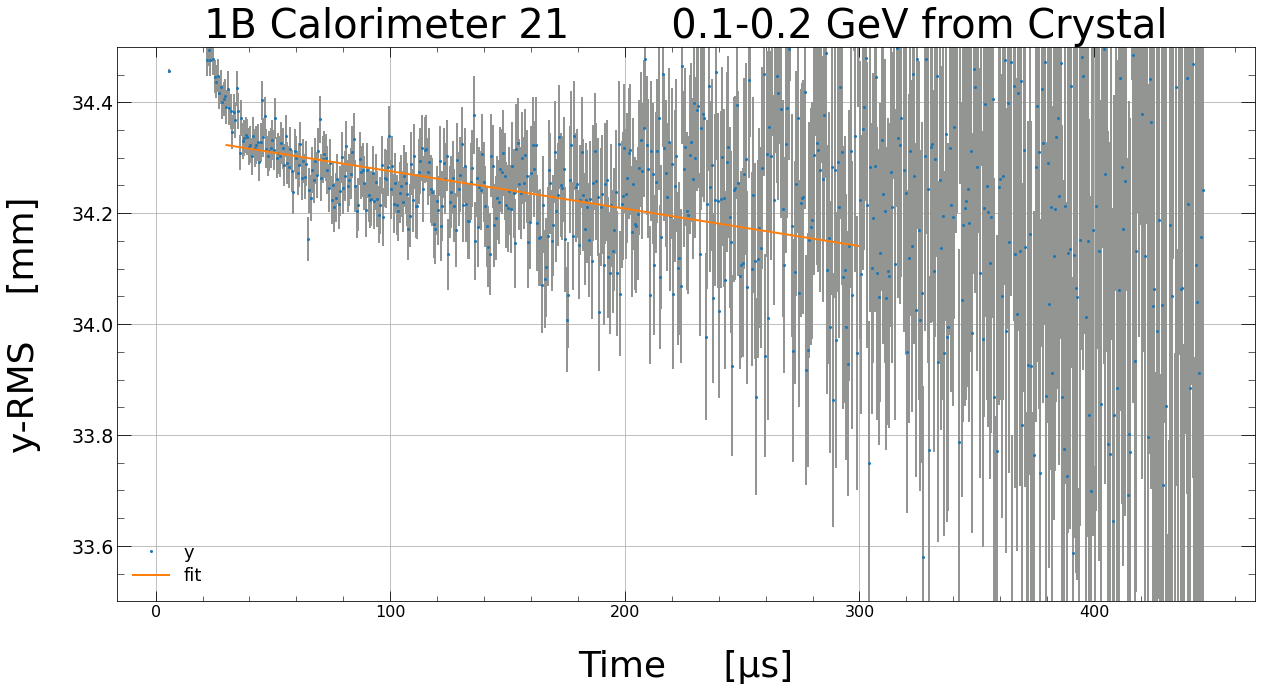 1B Calorimeter 21 0.1-0.2 GeV from Crystal
y-RMS [mm]
34.4
34.2
34.0
33.8
33.6
y
fit
0 100 200 300 400
Time [µs]